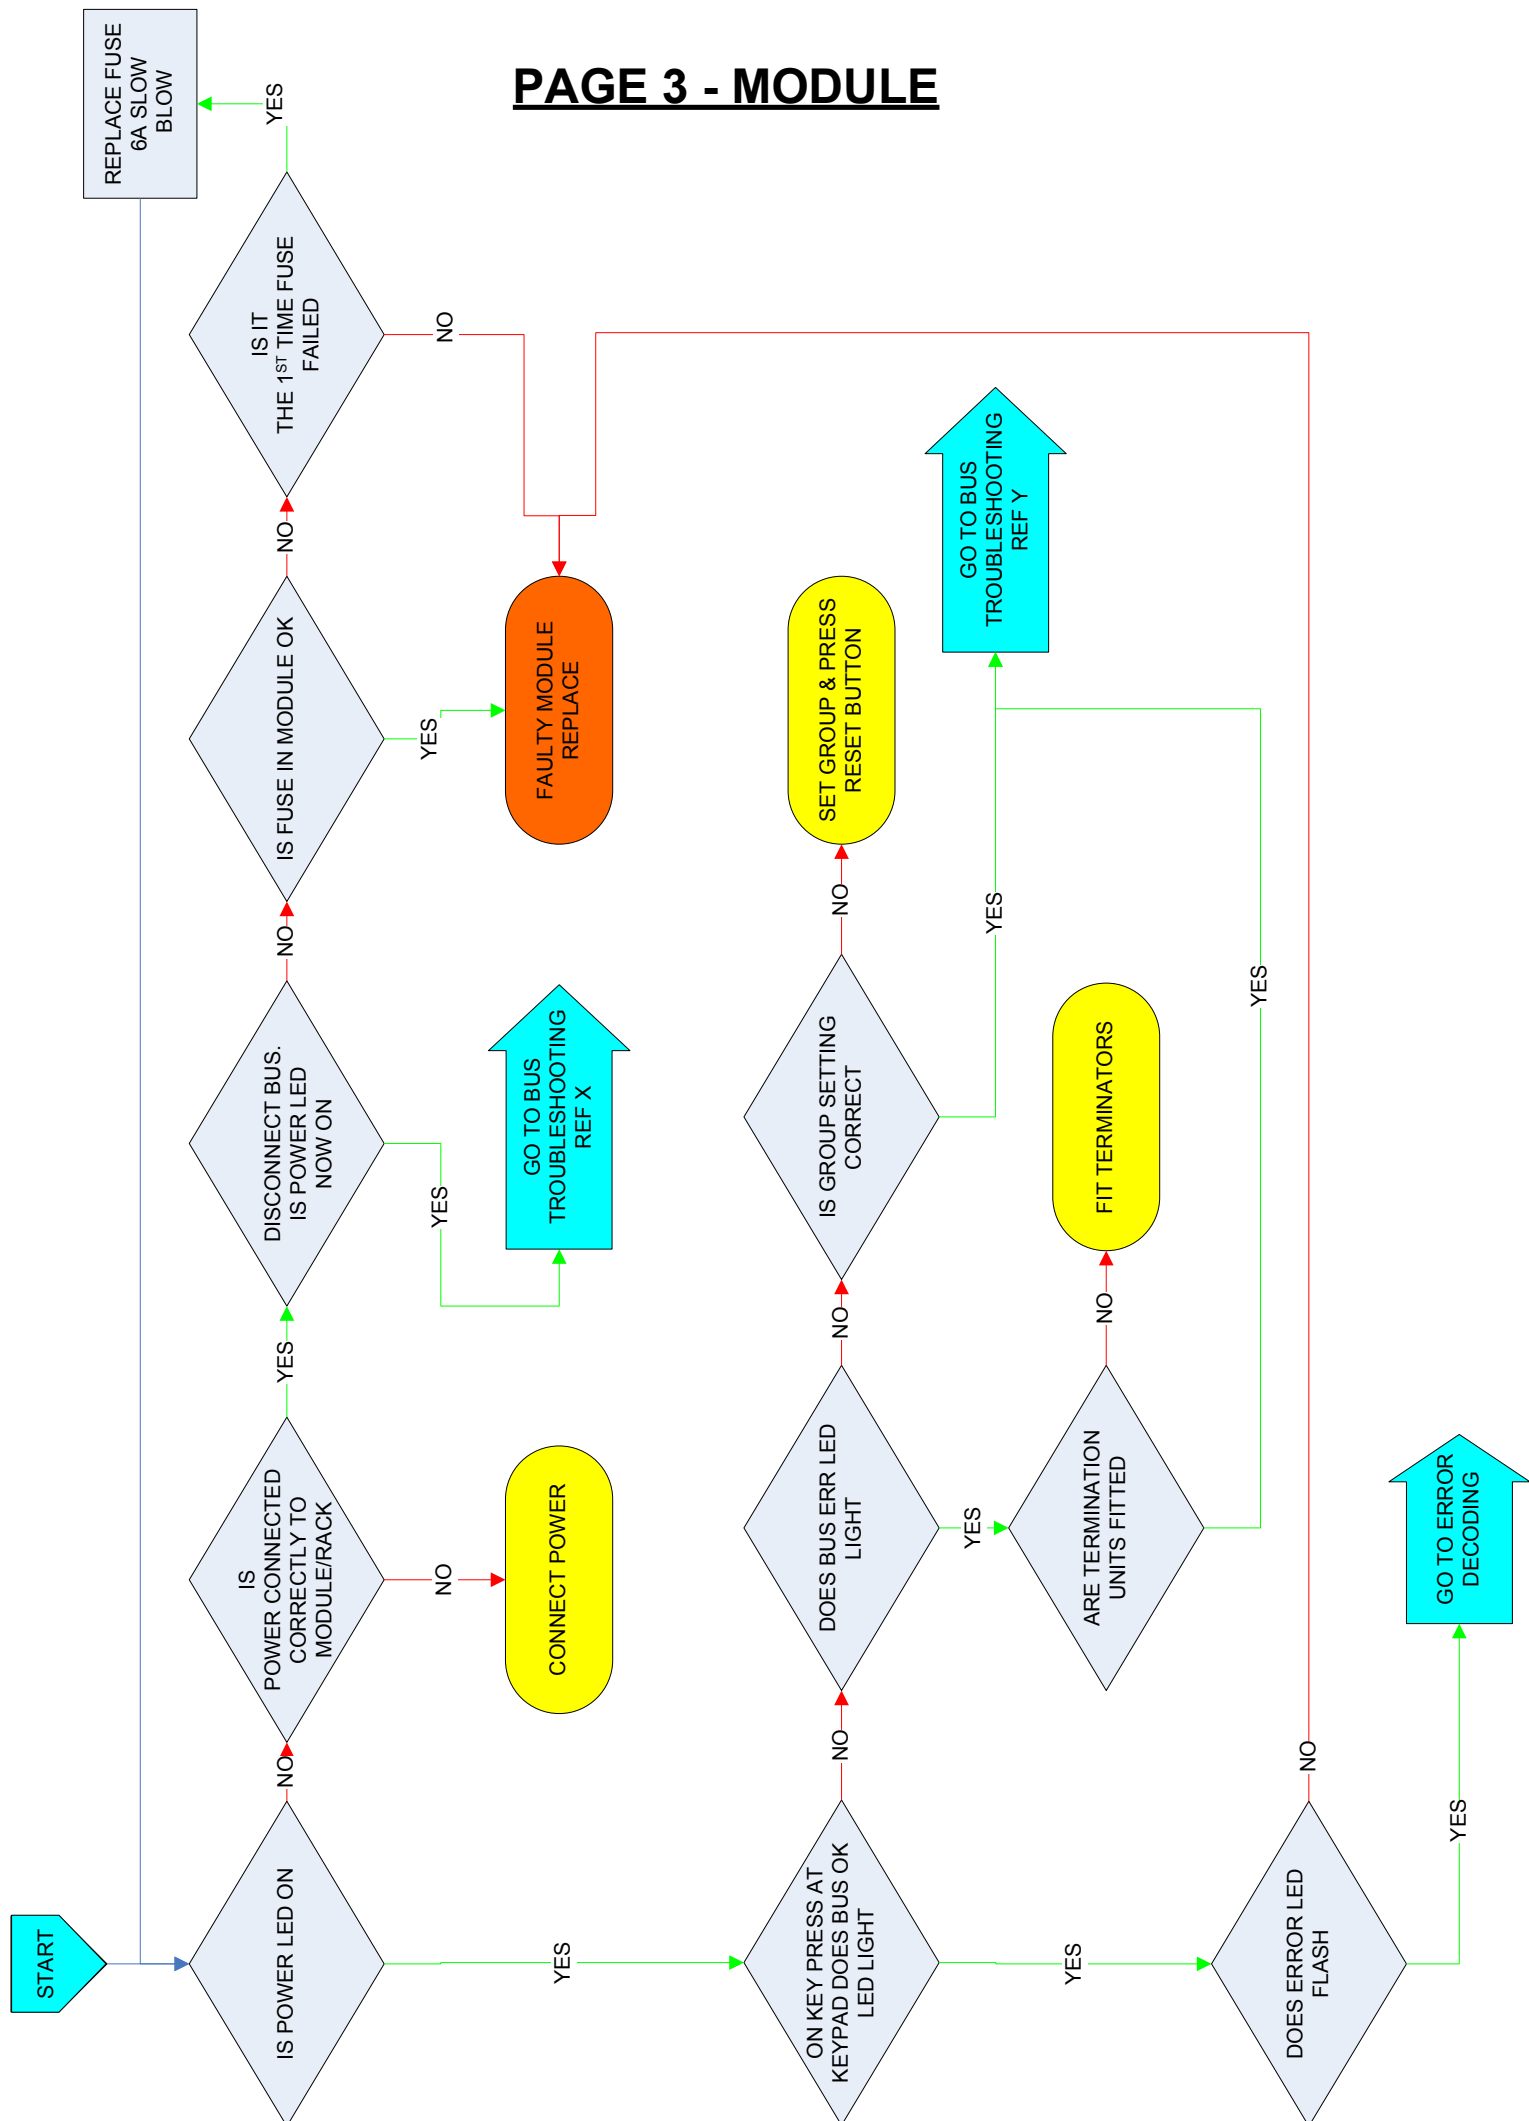 PAGE 3 - MODULE
START
IS POWER LED ON
NO
IS
POWER CONNECTED
CORRECTLY TO
MODULE/RACK
YES
DISCONNECT BUS.
IS POWER LED
NOW ON
NO
IS FUSE IN MODULE OK
NO
IS IT
THE 1ST TIME FUSE
FAILED
YES
REPLACE FUSE
6A SLOW
BLOW
NO
CONNECT POWER
YES
GO TO BUS
TROUBLESHOOTING
REF X
YES
FAULTY MODULE
REPLACE
NO
YES
ON KEY PRESS AT
KEYPAD DOES BUS OK
LED LIGHT
NO
DOES BUS ERR LED
LIGHT
NO
IS GROUP SETTING
CORRECT
NO
SET GROUP & PRESS
RESET BUTTON
YES
GO TO BUS
TROUBLESHOOTING
REF Y
YES
ARE TERMINATION
UNITS FITTED
NO
FIT TERMINATORS
YES
YES
DOES ERROR LED
FLASH
NO
YES
GO TO ERROR
DECODING